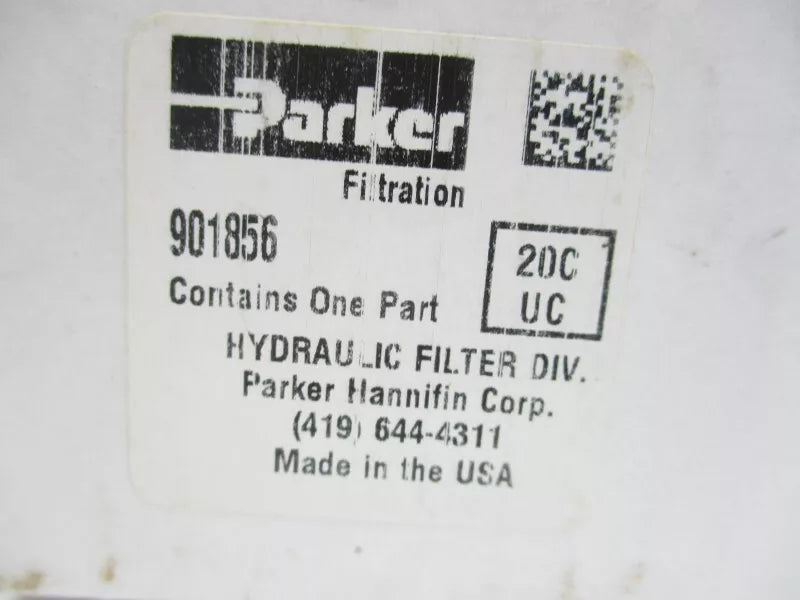 Parker
Filtration
901856
20C
UC
Contains One Part
HYDRAULIC FILTER DIV.
Parker Hannifin Corp.
(419) 644-4311
Made in the USA